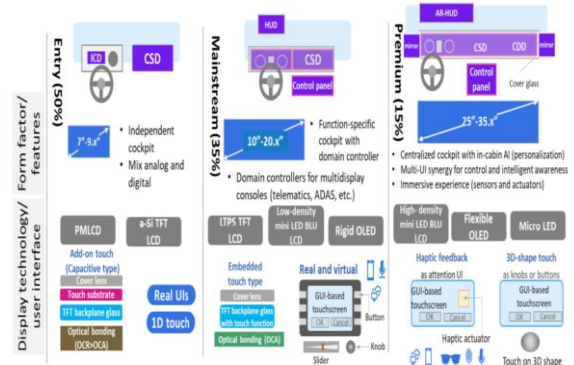 Form factor/
features
Display technology/
user interface
Entry (50%)
ICD
CSD
7"-9.x"
• Independent
cockpit
• Mix analog and
digital
PMLCD
a-Si TFT
LCD
Add-on touch
(Capacitive type)
Cover lens
Touch substrate
TFT backplane glass
Optical bonding
(OCR>OCA)
Real UIs
1D touch
Mainstream (35%)
HUD
CSD
Control panel
10"-20.x"
• Function-specific
cockpit with
domain controller
• Domain controllers for multidisplay
consoles (telematics, ADAS, etc.)
LTPS TFT
LCD
Low-density
mini LED BLU
LCD
Rigid OLED
Embedded
touch type
Cover lens
TFT backplane glass
with touch function
Optical bonding (OCA)
Real and virtual
GUI-based
touchscreen
OK
Cancel
Button
Knob
Slider
Premium (15%)
AR-HUD
mirror
CSD
CDD
mirror
Control
panel
Cover glass
25"-35.x"
• Centralized cockpit with in-cabin AI (personalization)
• Multi-UI synergy for control and intelligent awareness
• Immersive experience (sensors and actuators)
High- density
mini LED BLU
LCD
Flexible
OLED
Micro LED
Haptic feedback
as attention UI
GUI-based
touchscreen
OK
Cancel
Haptic actuator
3D-shape touch
as knobs or buttons
GUI-based
touchscreen
OK
Cancel
Touch on 3D shape